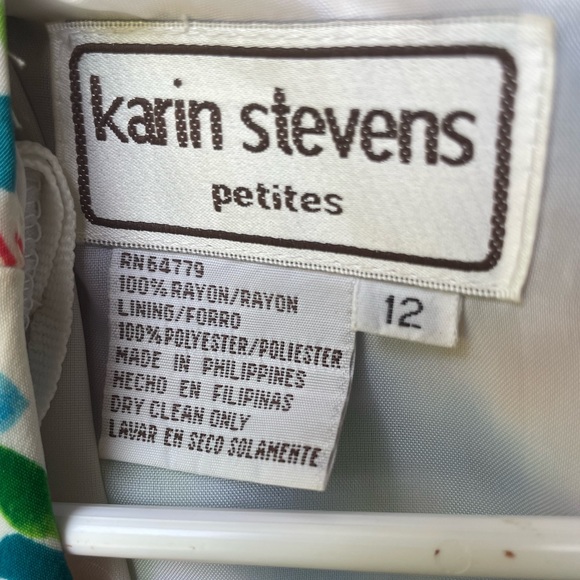 karin stevens
petites
RN64779
100% RAYON/RAYON
LINING/FORRO
100% POLYESTER/POLIESTER
MADE IN PHILIPPINES
HECHO EN FILIPINAS
DRY CLEAN ONLY
LAVAR EN SECO SOLAMENTE
12